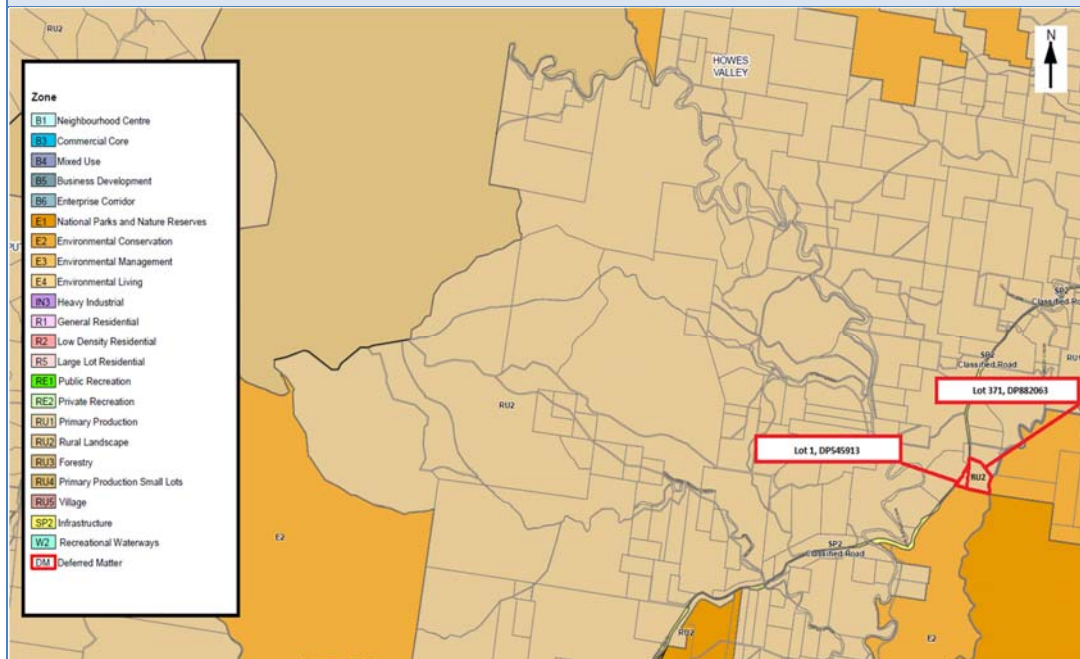 RU2
HOWES
VALLEY
N
Zone
B1 Neighbourhood Centre
B3 Commercial Core
B4 Mixed Use
B5 Business Development
B6 Enterprise Corridor
E1 National Parks and Nature Reserves
E2 Environmental Conservation
E3 Environmental Management
E4 Environmental Living
IN3 Heavy Industrial
R1 General Residential
R2 Low Density Residential
R5 Large Lot Residential
RE1 Public Recreation
RE2 Private Recreation
RU1 Primary Production
RU2 Rural Landscape
RU3 Forestry
RU4 Primary Production Small Lots
RU5 Village
SP2 Infrastructure
W2 Recreational Waterways
DM Deferred Matter
SP2
Classified Ro
SP2
Classified Road
RU1
Lot 371, DP882063
RU2
Lot 1, DP545913
RU2
E2
SP2
Classified Road
RU2
E2